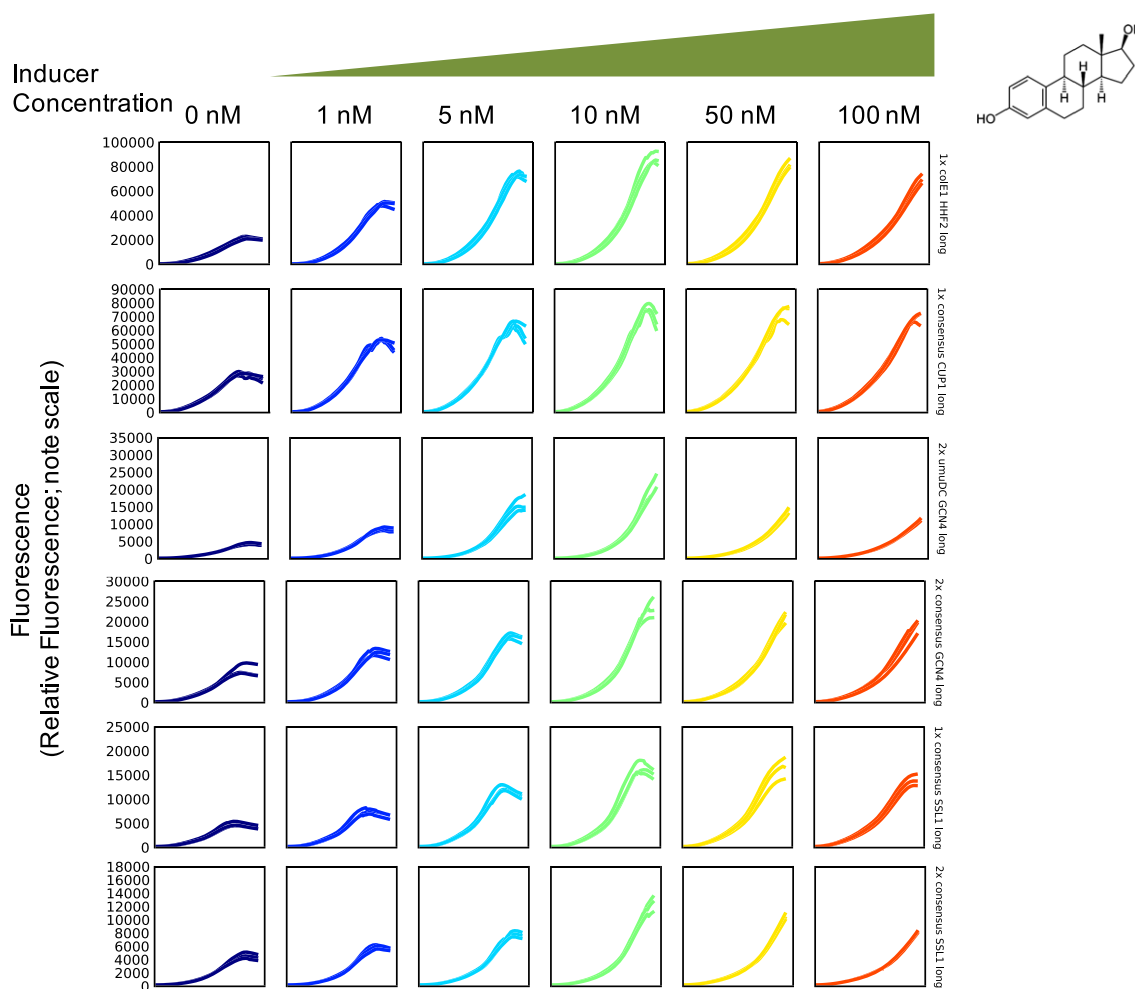 Inducer
Concentration
0 nM
1 nM
5 nM
10 nM
50 nM
100 nM
HO
H
H
H
Fluorescence
(Relative Fluorescence; note scale)
100000
80000
60000
40000
20000
0
1x colE1 HHF2 long
90000
80000
70000
60000
50000
40000
30000
20000
10000
0
1x consensus CUP1 long
35000
30000
25000
20000
15000
10000
5000
0
2x umuDC GCN4 long
30000
25000
20000
15000
10000
5000
0
2x consensus GCN4 long
25000
20000
15000
10000
5000
0
1x consensus SSL1 long
18000
16000
14000
12000
10000
8000
6000
4000
2000
0
2x consensus SSL1 long